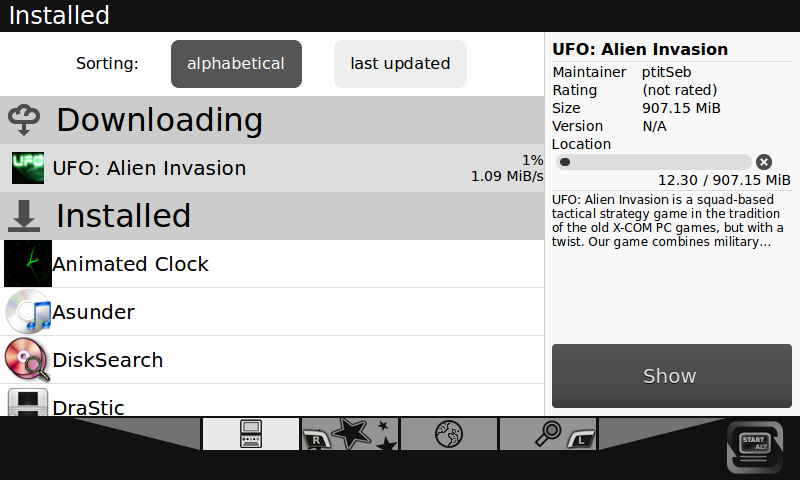 Installed
Sorting:
alphabetical
last updated
Downloading
UFO
UFO: Alien Invasion
1%
1.09 MiB/s
Installed
Animated Clock
Asunder
DiskSearch
DraStic
UFO: Alien Invasion
Maintainer ptitSeb
Rating (not rated)
Size 907.15 MiB
Version N/A
Location
12.30 / 907.15 MiB
UFO: Alien Invasion is a squad-based
tactical strategy game in the tradition
of the old X-COM PC games, but with a
twist. Our game combines military...
Show
R
L
START
ALT